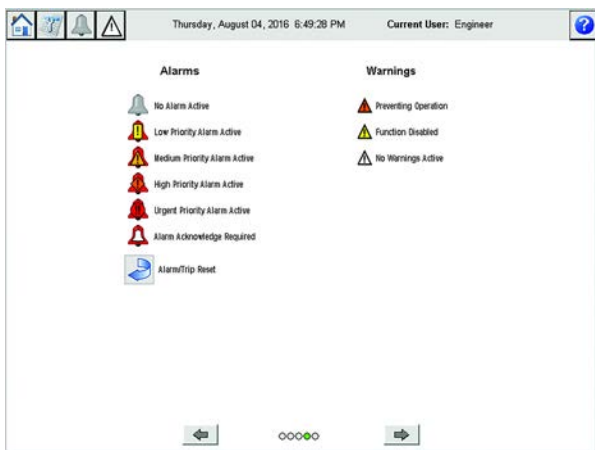 Thursday, August 04, 2016 6:49:28 PM Current User: Engineer ?
Alarms
No Alarm Active
Low Priority Alarm Active
Medium Priority Alarm Active
High Priority Alarm Active
Urgent Priority Alarm Active
Alarm Acknowledge Required
Alarm/Trip Reset
Warnings
Preventing Operation
Function Disabled
No Warnings Active